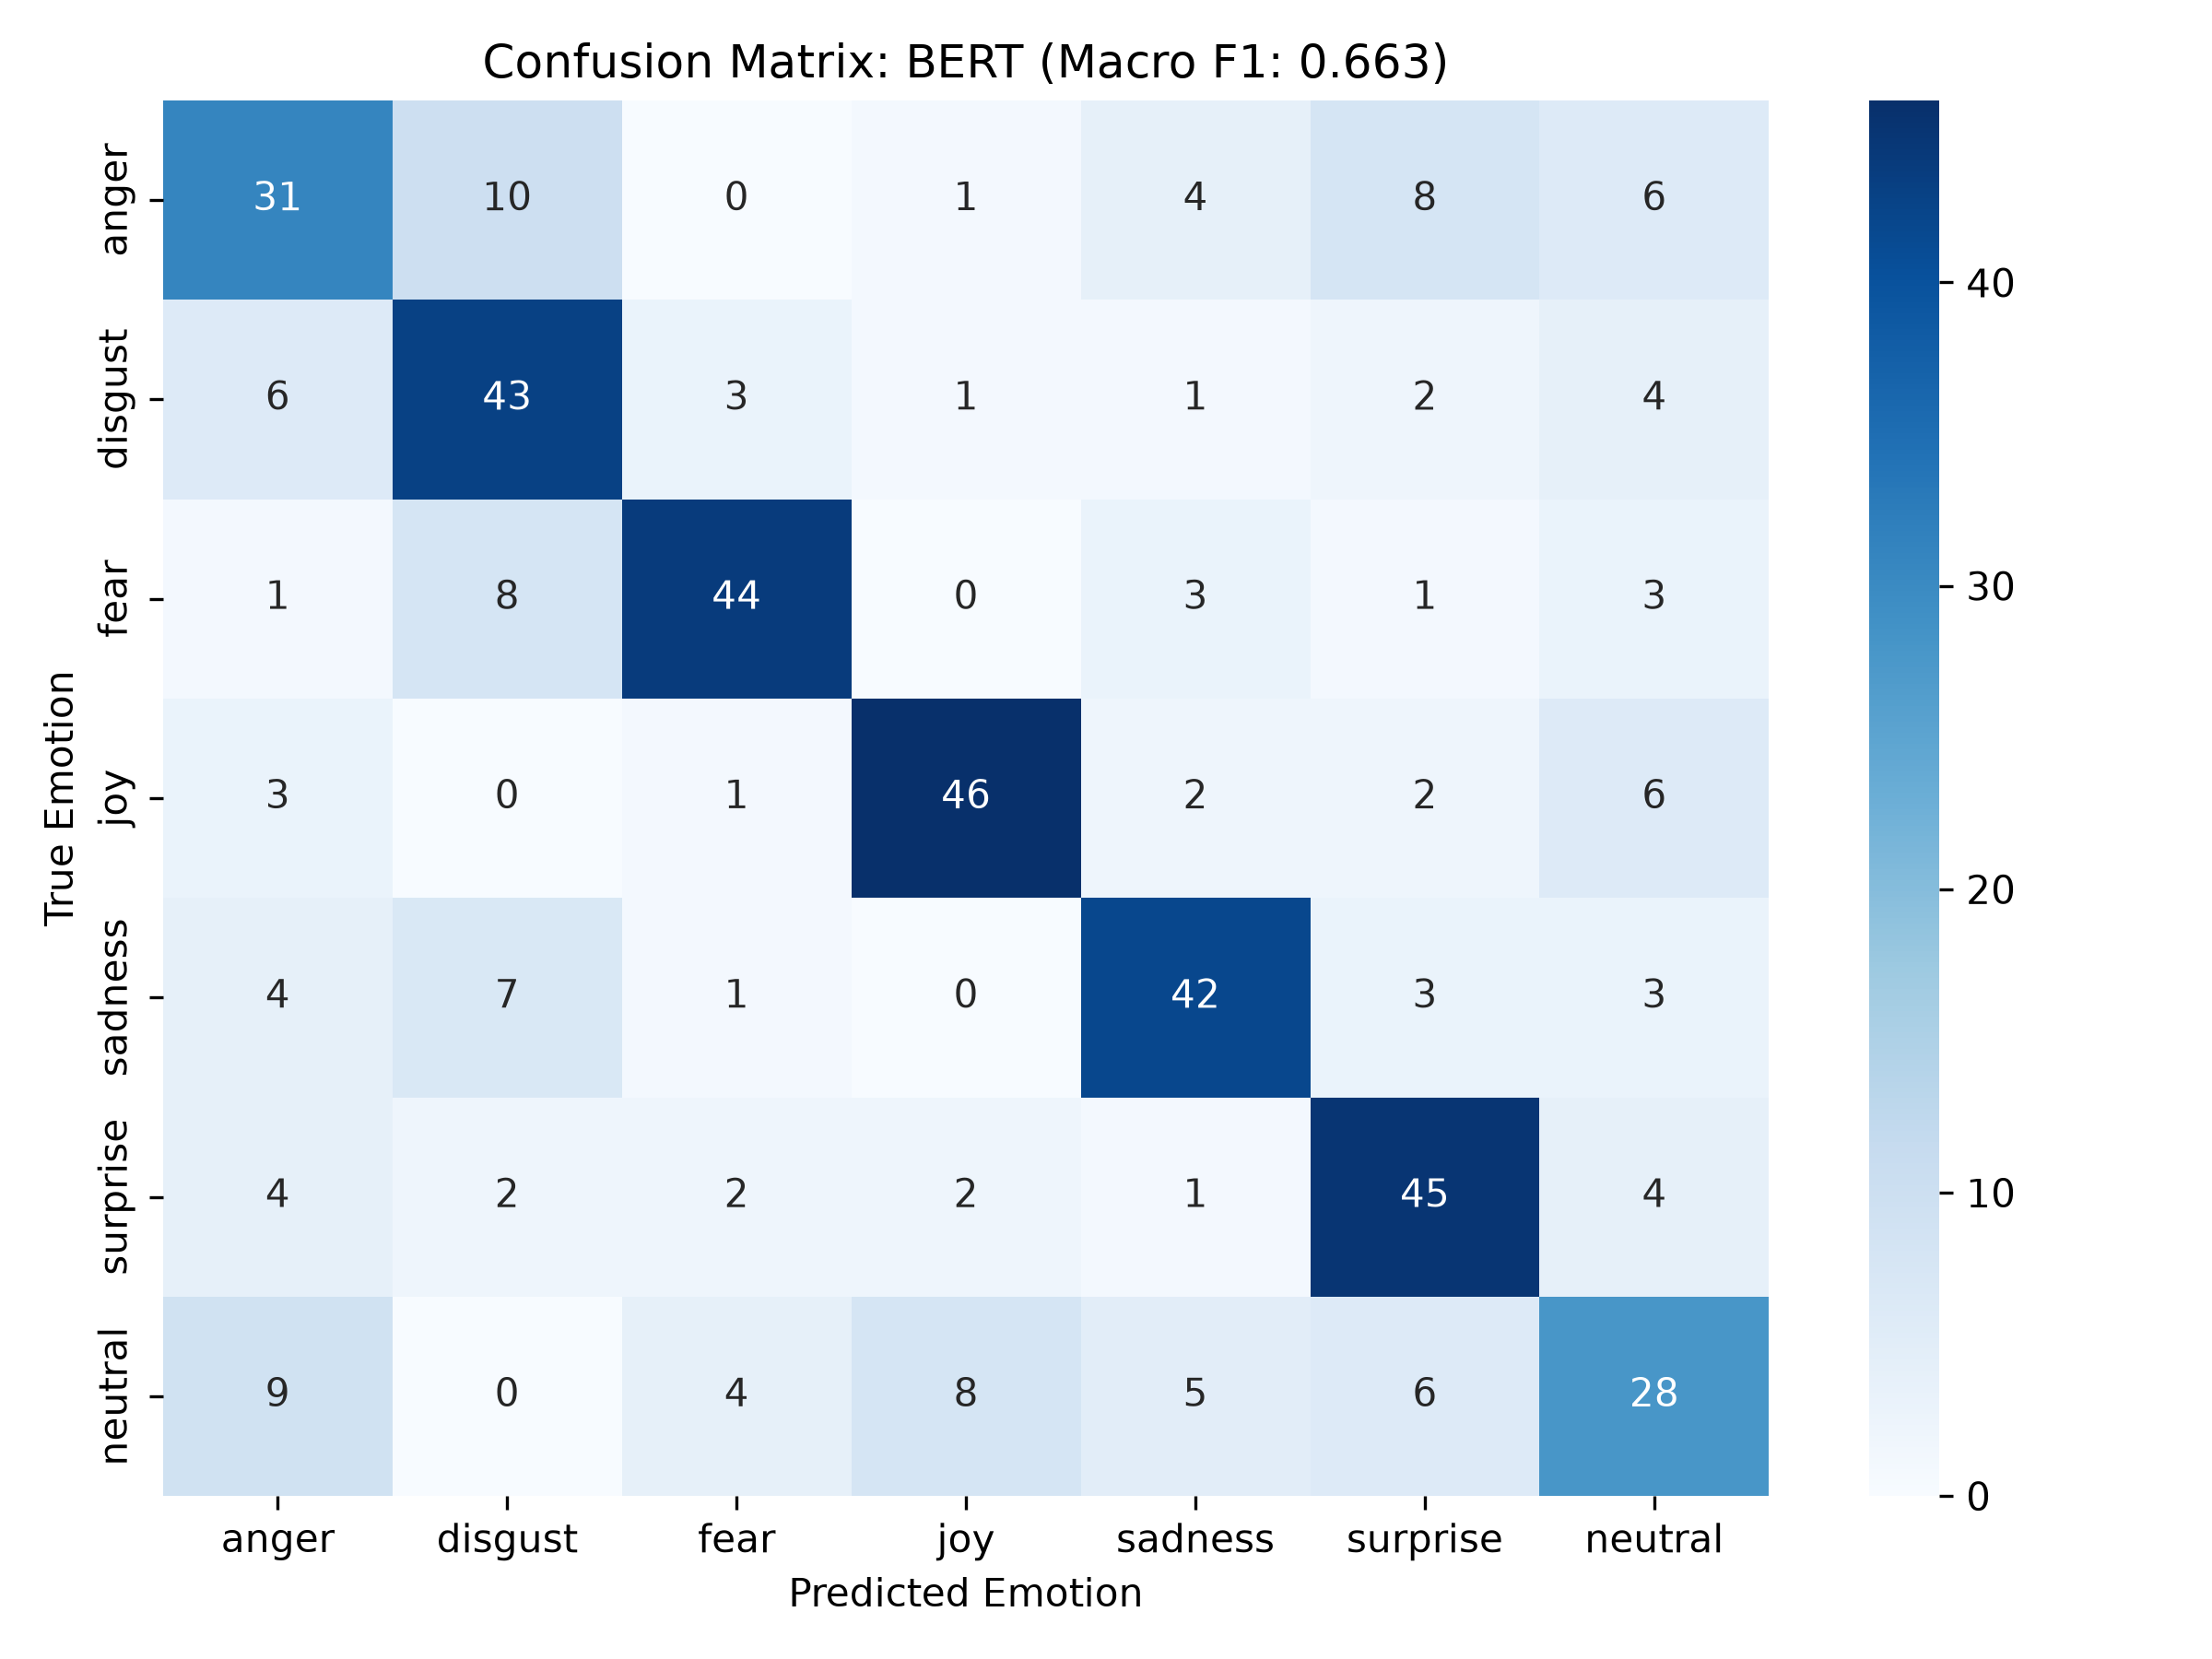 Confusion Matrix: BERT (Macro F1: 0.663)
True Emotion
anger 31 10 0 1 4 8 6
disgust 6 43 3 1 1 2 4
fear 1 8 44 0 3 1 3
joy 3 0 1 46 2 2 6
sadness 4 7 1 0 42 3 3
surprise 4 2 2 2 1 45 4
neutral 9 0 4 8 5 6 28
anger disgust fear joy sadness surprise neutral
Predicted Emotion
40
30
20
10
0